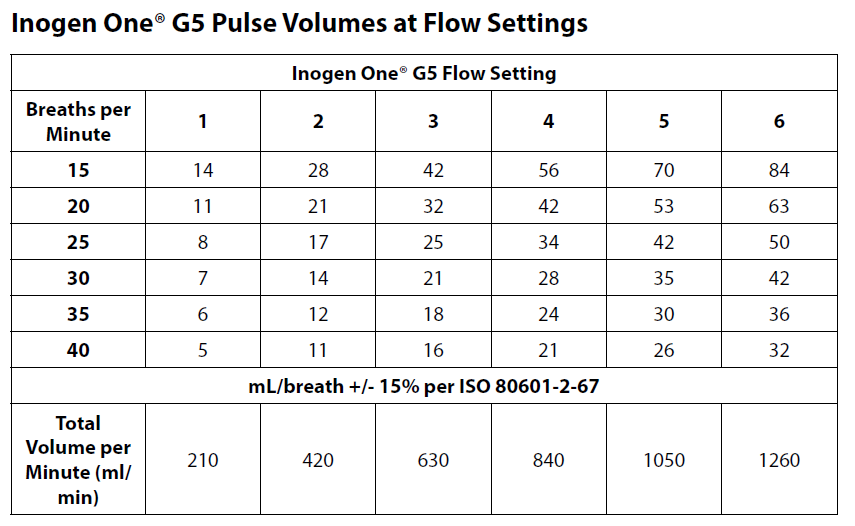 Inogen One® G5 Pulse Volumes at Flow Settings
Inogen One® G5 Flow Setting
Breaths per
Minute 1 2 3 4 5 6
15 14 28 42 56 70 84
20 11 21 32 42 53 63
25 8 17 25 34 42 50
30 7 14 21 28 35 42
35 6 12 18 24 30 36
40 5 11 16 21 26 32
mL/breath +/- 15% per ISO 80601-2-67
Total
Volume per
Minute (ml/
min) 210 420 630 840 1050 1260